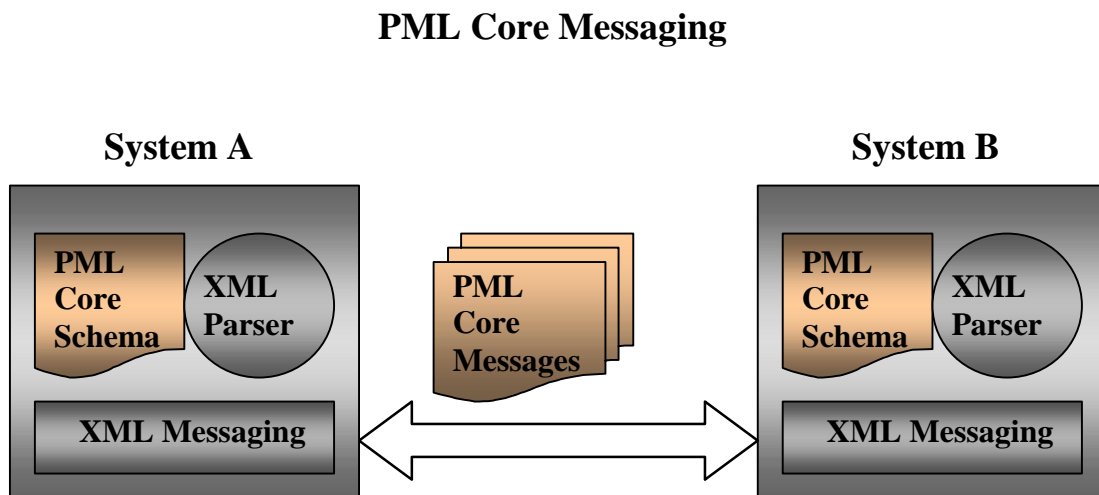 PML Core Messaging
System A
System B
PML
Core
Schema
XML
Parser
XML Messaging
PML
Core
Messages
PML
Core
Schema
XML
Parser
XML Messaging